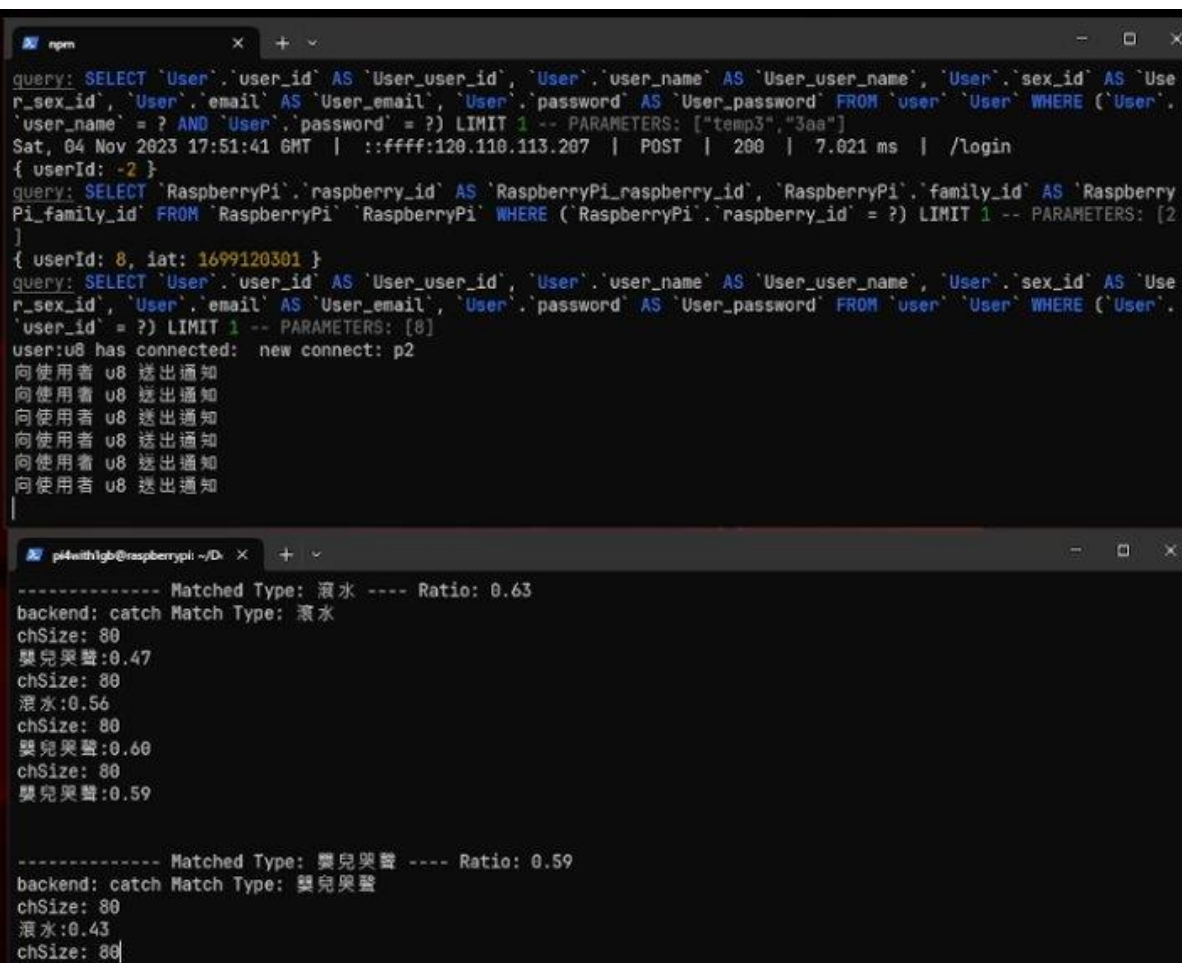 npm
query: SELECT `User`.`user_id` AS `User_user_id`, `User`.`user_name` AS `User_user_name`, `User`.`sex_id` AS `Use
r_sex_id`, `User`.`email` AS `User_email`, `User`.`password` AS `User_password` FROM `user` `User` WHERE (`User`.
`user_name` = ? AND `User`.`password` = ?) LIMIT 1 -- PARAMETERS: ["temp3","3aa"]
Sat, 04 Nov 2023 17:51:41 GMT | ::ffff:120.110.113.207 | POST | 200 | 7.021 ms | /login
{ userId: -2 }
query: SELECT `RaspberryPi`.`raspberry_id` AS `RaspberryPi_raspberry_id`, `RaspberryPi`.`family_id` AS `Raspberry
Pi_family_id` FROM `RaspberryPi` `RaspberryPi` WHERE (`RaspberryPi`.`raspberry_id` = ?) LIMIT 1 -- PARAMETERS: [2
]
{ userId: 8, iat: 1699120301 }
query: SELECT `User`.`user_id` AS `User_user_id`, `User`.`user_name` AS `User_user_name`, `User`.`sex_id` AS `Use
r_sex_id`, `User`.`email` AS `User_email`, `User`.`password` AS `User_password` FROM `user` `User` WHERE (`User`.
`user_id` = ?) LIMIT 1 -- PARAMETERS: [8]
user:u8 has connected:  new connect: p2
向使用者 u8 送出通知
向使用者 u8 送出通知
向使用者 u8 送出通知
向使用者 u8 送出通知
向使用者 u8 送出通知
向使用者 u8 送出通知
pi4with1gb@raspberrypi: ~/D
-------------- Matched Type: 滾水 ---- Ratio: 0.63
backend: catch Match Type: 滾水
chSize: 80
嬰兒哭聲:0.47
chSize: 80
滾水:0.56
chSize: 80
嬰兒哭聲:0.60
chSize: 80
嬰兒哭聲:0.59
-------------- Matched Type: 嬰兒哭聲 ---- Ratio: 0.59
backend: catch Match Type: 嬰兒哭聲
chSize: 80
滾水:0.43
chSize: 80